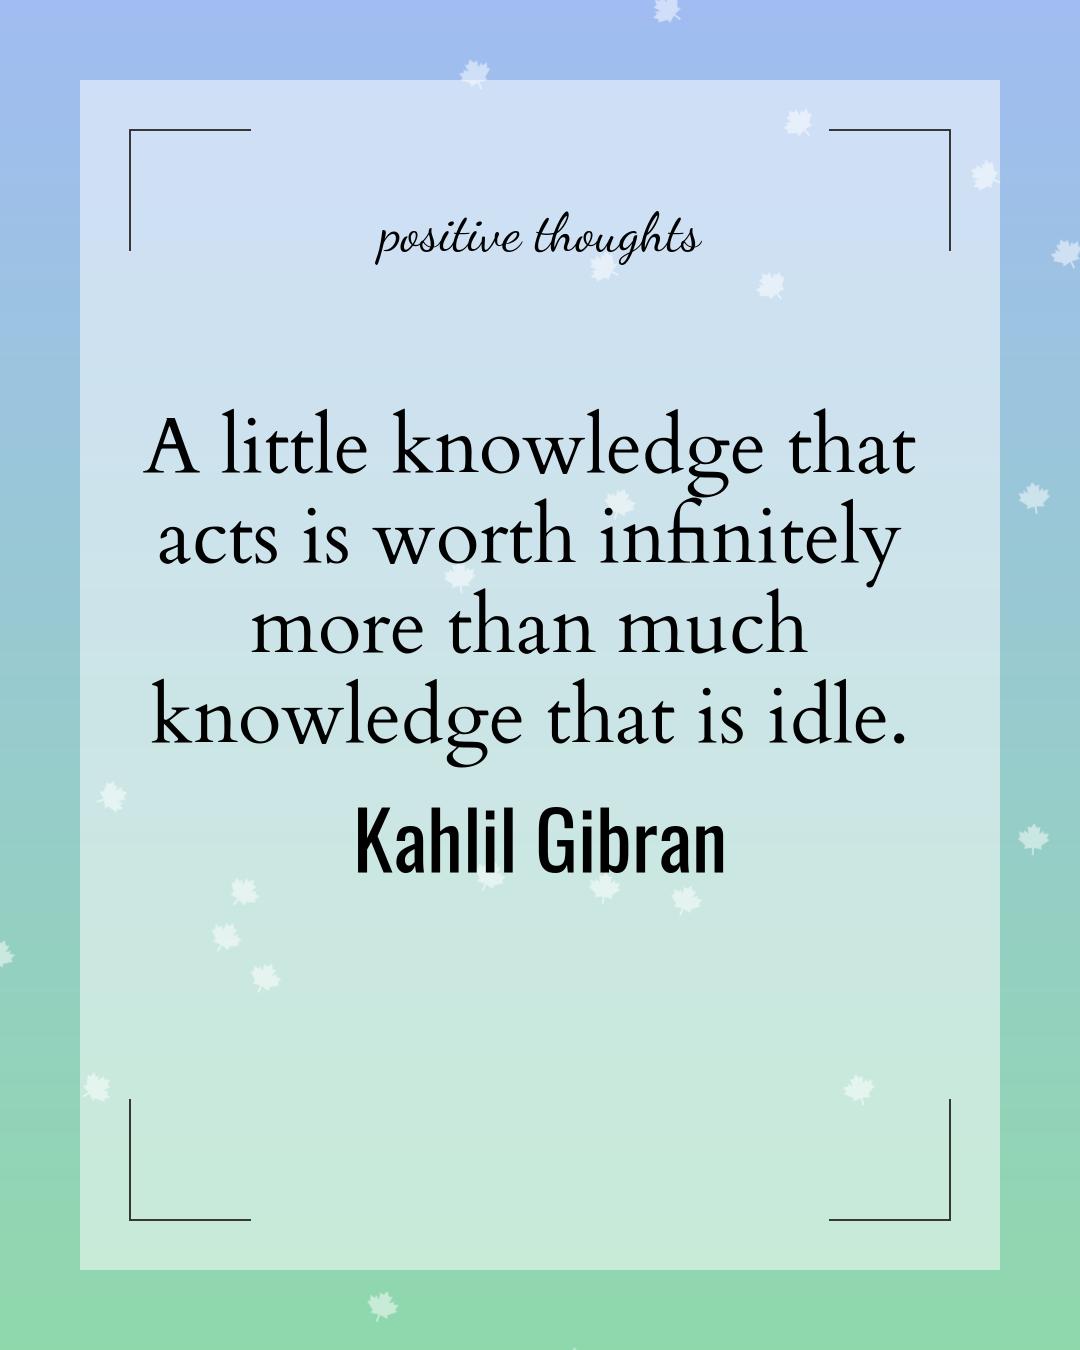 positive thoughts
A little knowledge that
acts is worth infinitely
more than much
knowledge that is idle.
Kahlil Gibran